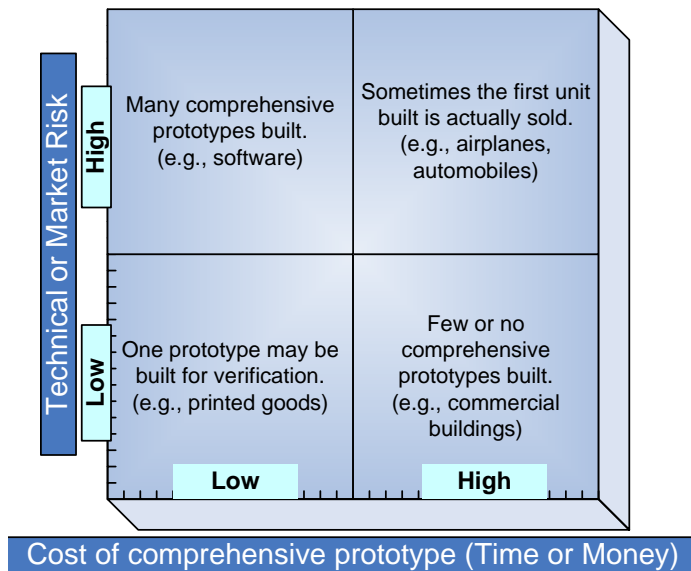 Technical or Market Risk
High
Low
Many comprehensive
prototypes built.
(e.g., software)
Sometimes the first unit
built is actually sold.
(e.g., airplanes,
automobiles)
One prototype may be
built for verification.
(e.g., printed goods)
Few or no
comprehensive
prototypes built.
(e.g., commercial
buildings)
Low
High
Cost of comprehensive prototype (Time or Money)